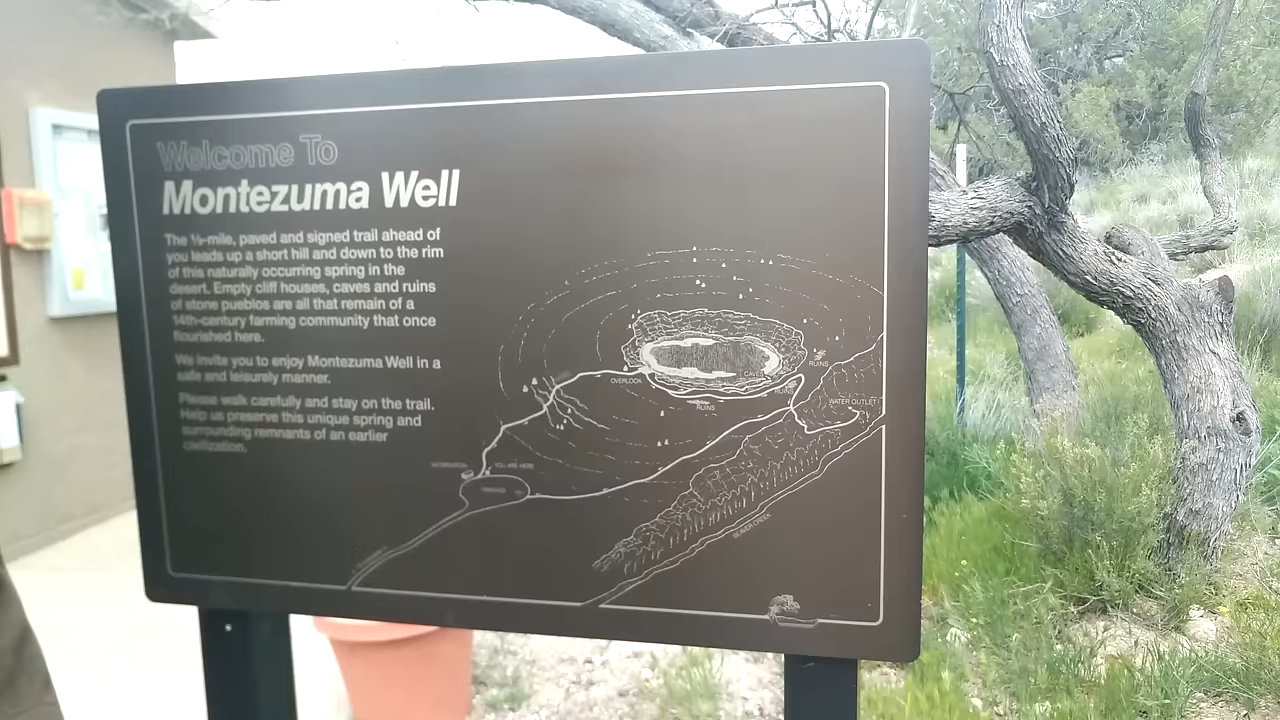 Welcome To
Montezuma Well
The ⅓-mile, paved and signed trail ahead of
you leads up a short hill and down to the rim
of this naturally occurring spring in the
desert. Empty cliff houses, caves and ruins
of stone pueblos are all that remain of a
14th-century farming community that once
flourished here.
We invite you to enjoy Montezuma Well in a
safe and leisurely manner.
Please walk carefully and stay on the trail.
Help us preserve this unique spring and
surrounding remnants of an earlier
civilization.
RUINS
CAVES
OVERLOOK
RUINS
RUINS
WATER OUTLET
INFORMATION
YOU ARE HERE
PARKING
BEAVER CREEK